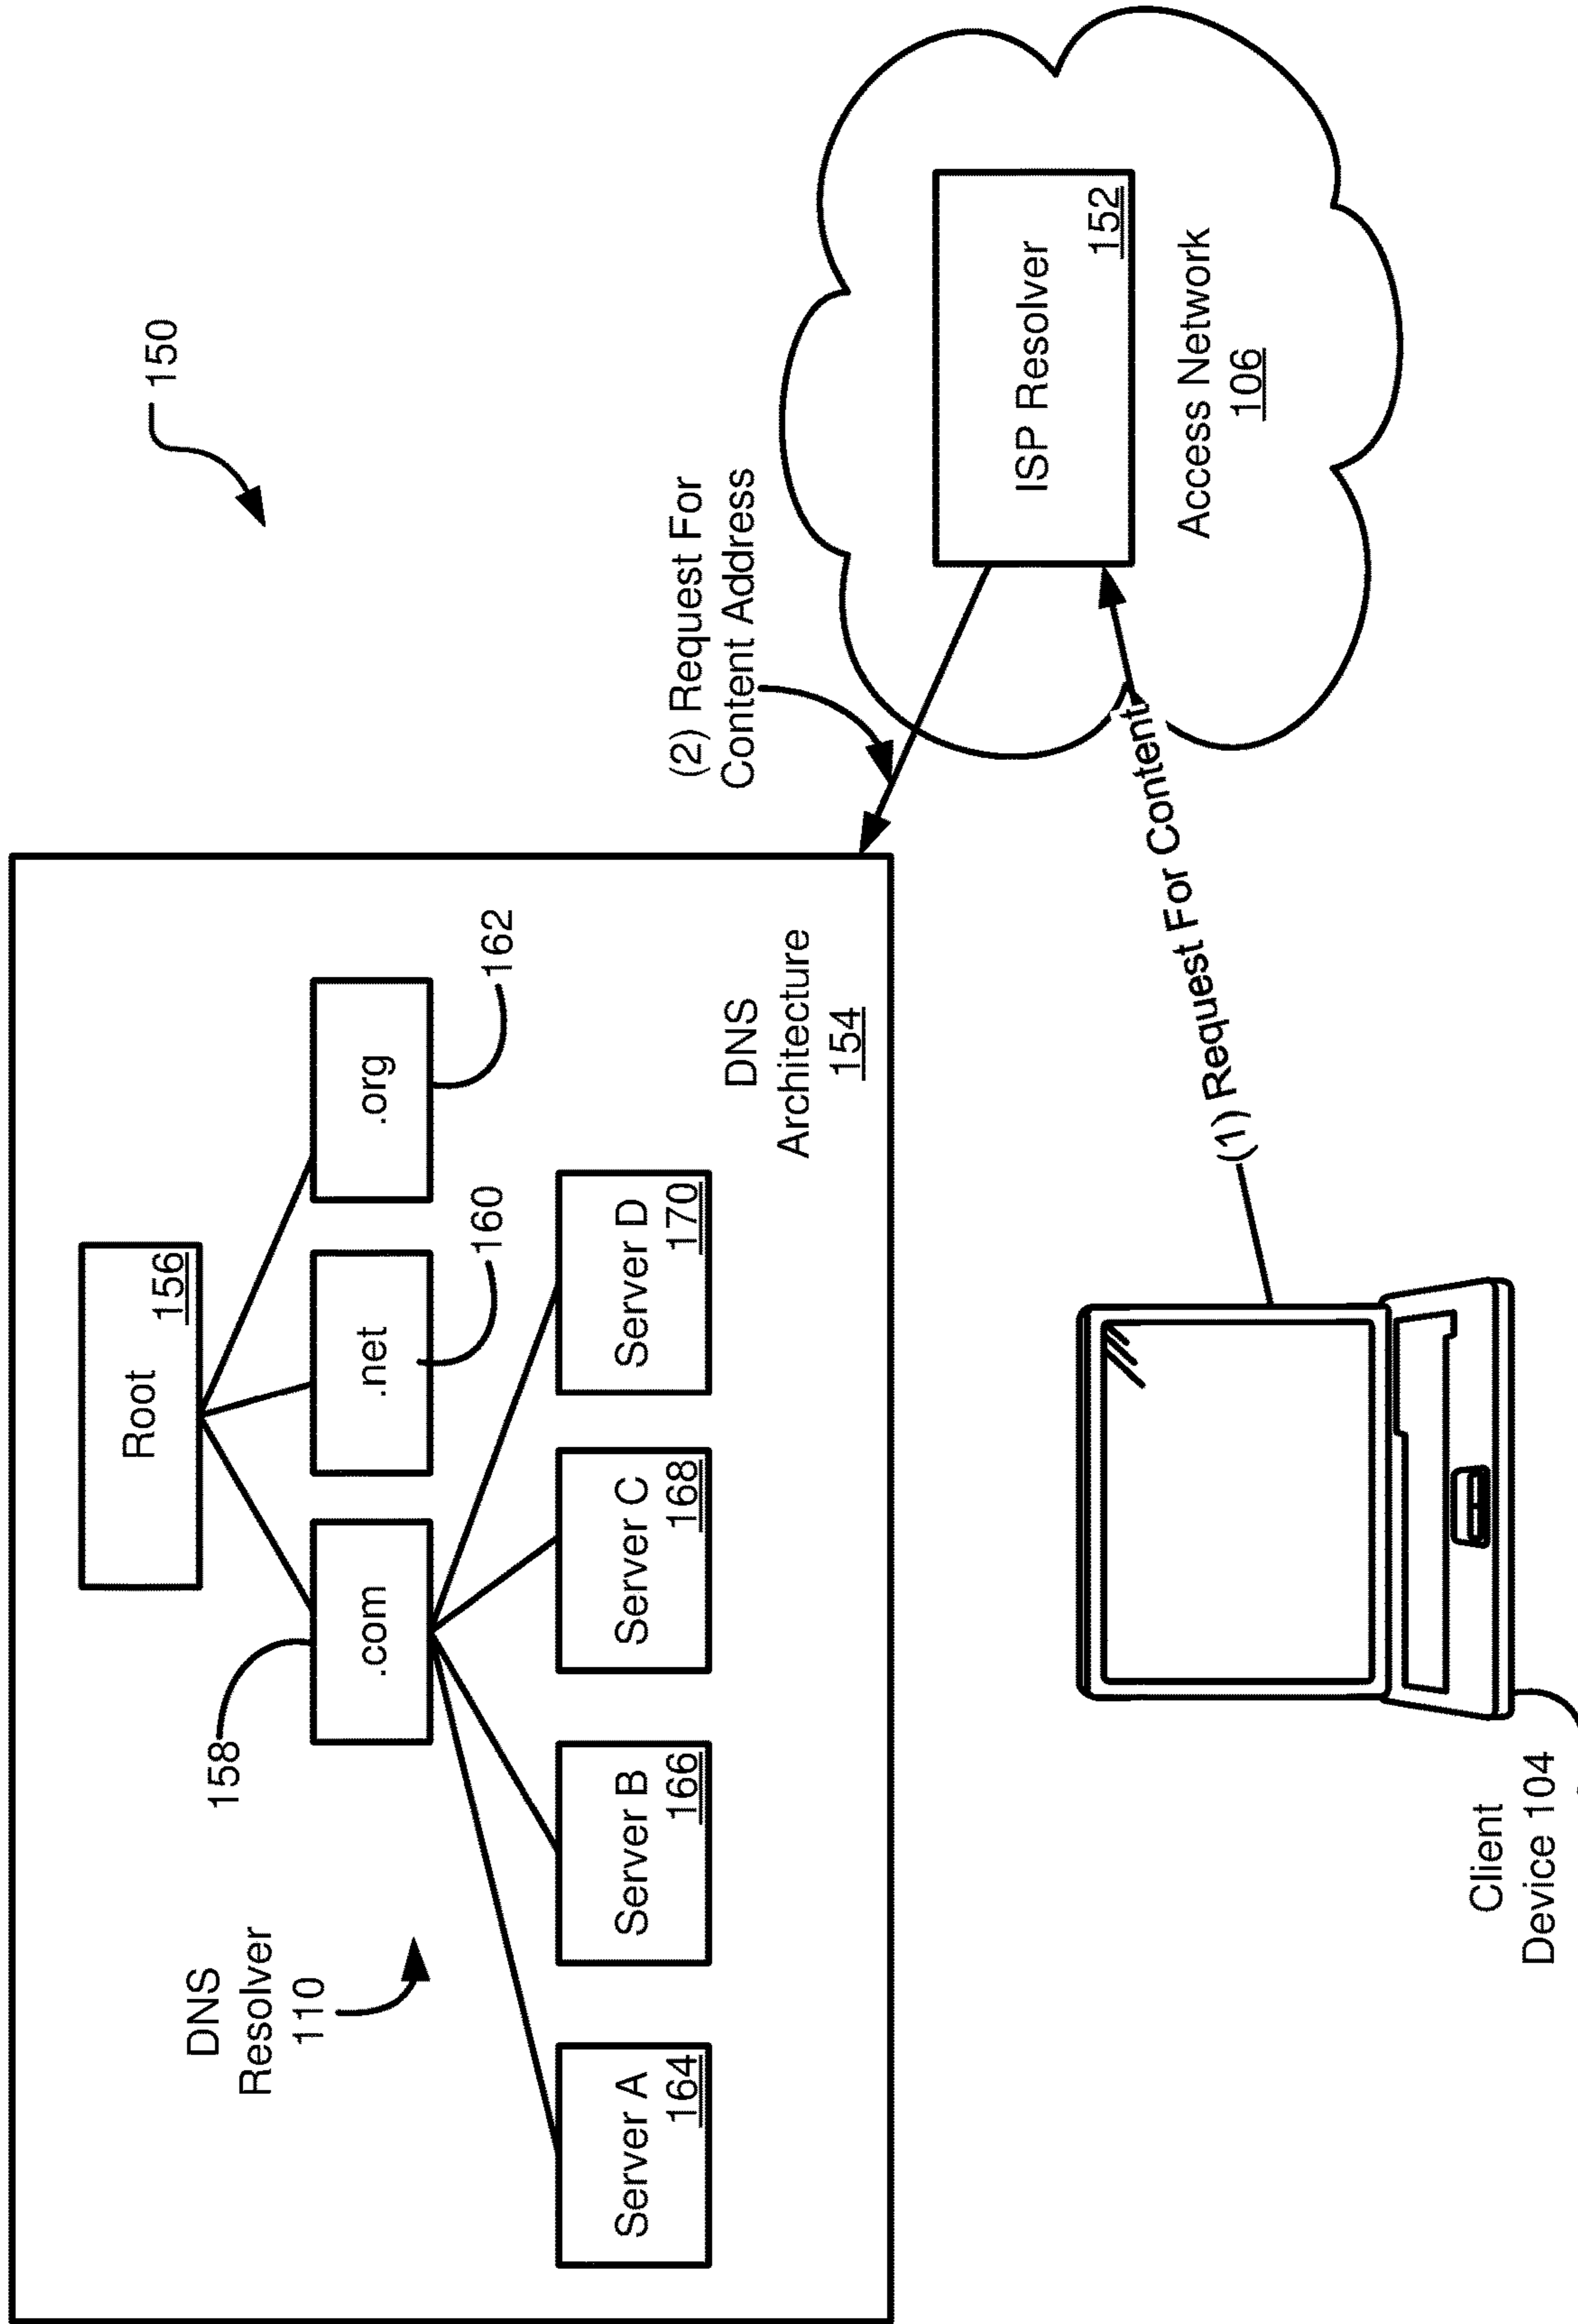 150
DNS
Resolver
110
Root
156
158
.com
.net
160
.org
162
Server A
164
Server B
166
Server C
168
Server D
170
DNS
Architecture
154
(2) Request For
Content Address
ISP Resolver
152
Access Network
106
(1) Request For Content
Client
Device 104